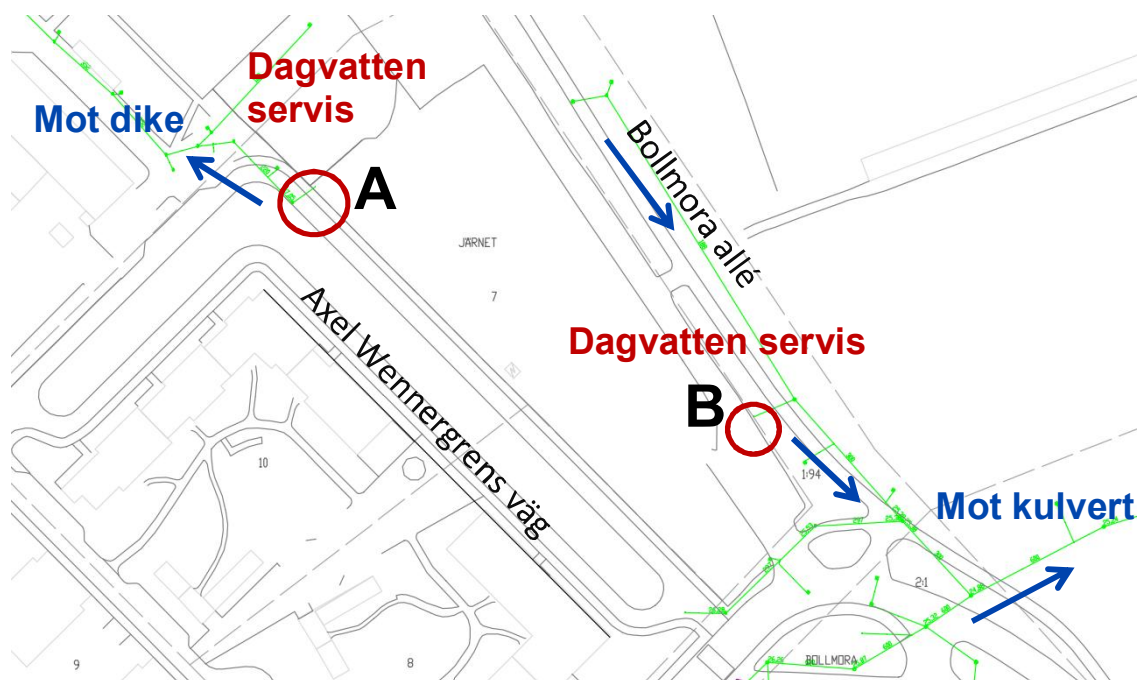 Dagvatten
servis
Mot dike
A
Bollmora allé
JÄRNET
7
Axel Wennergrens väg
Dagvatten servis
B
10
1:94
Mot kulvert
2:1
BOLLMORA
9
8